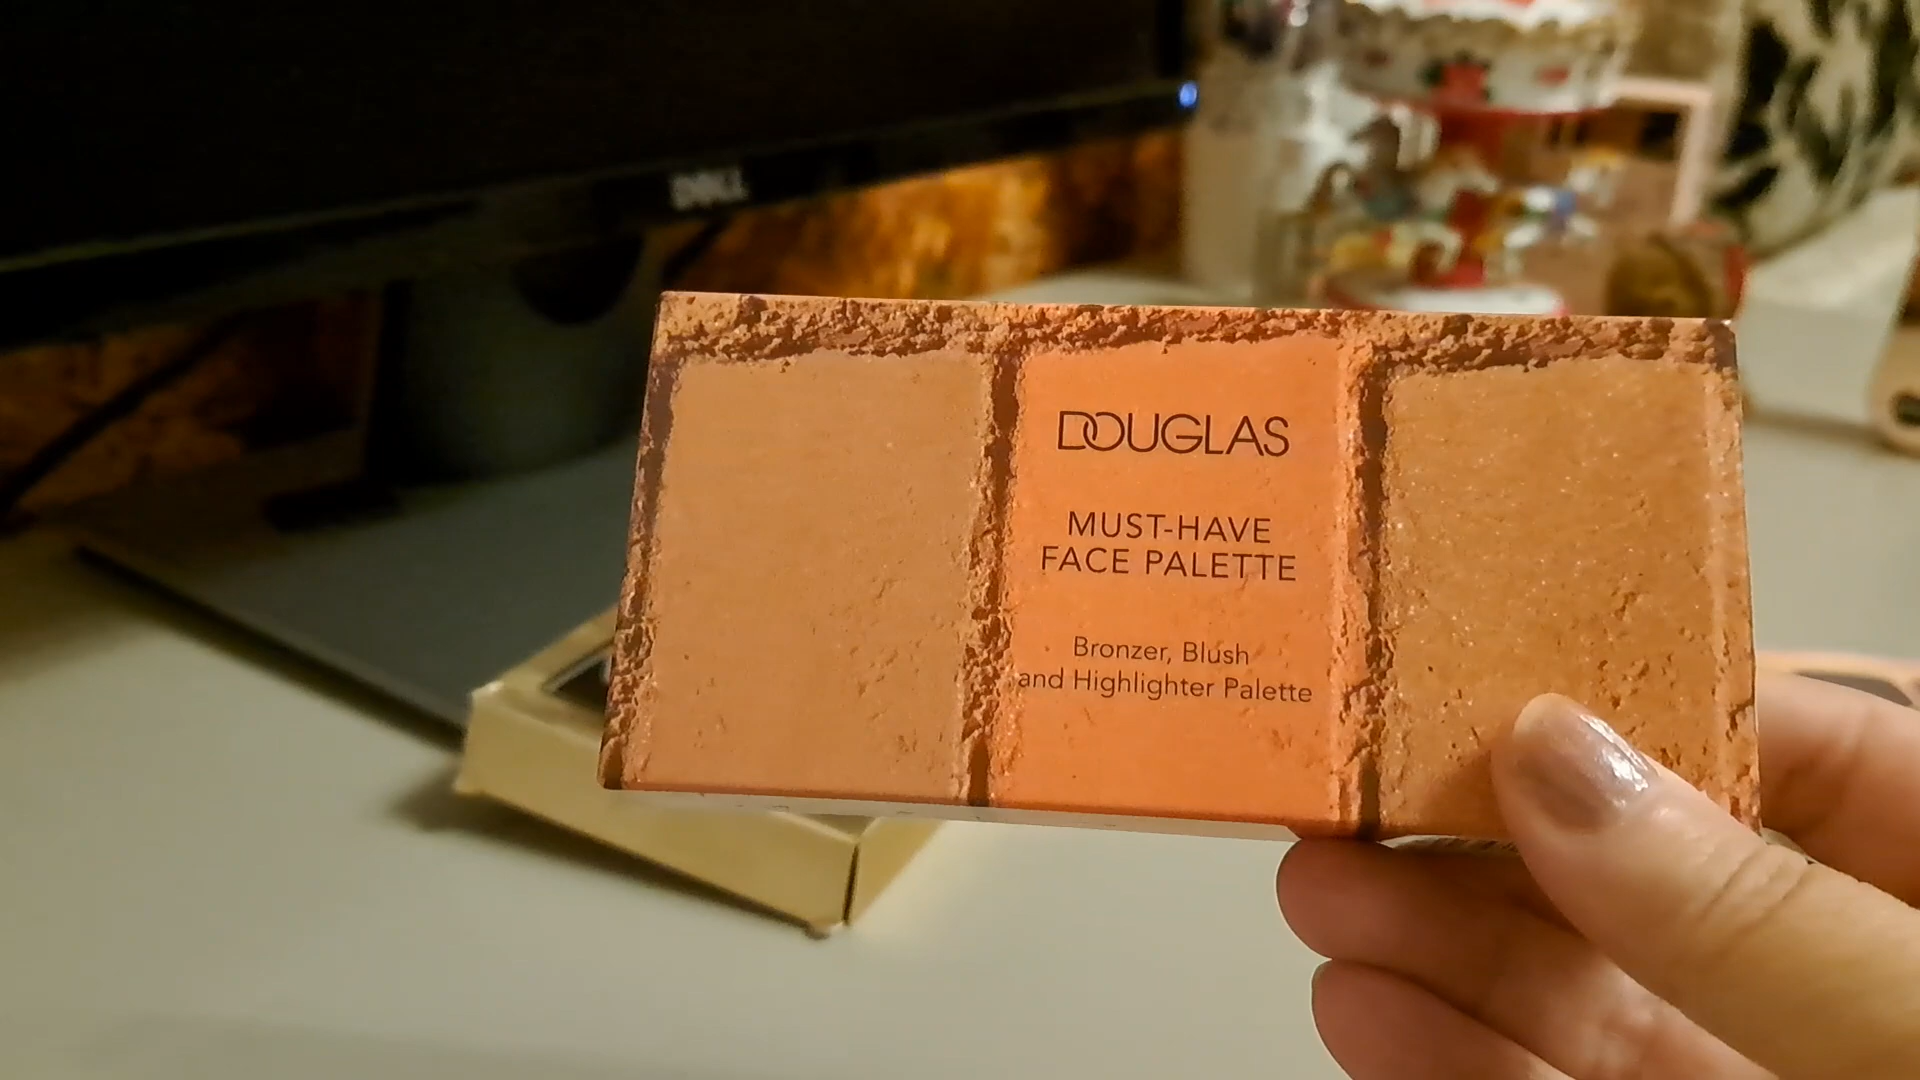 DELL
DOUGLAS
MUST-HAVE
FACE PALETTE
Bronzer, Blush
and Highlighter Palette